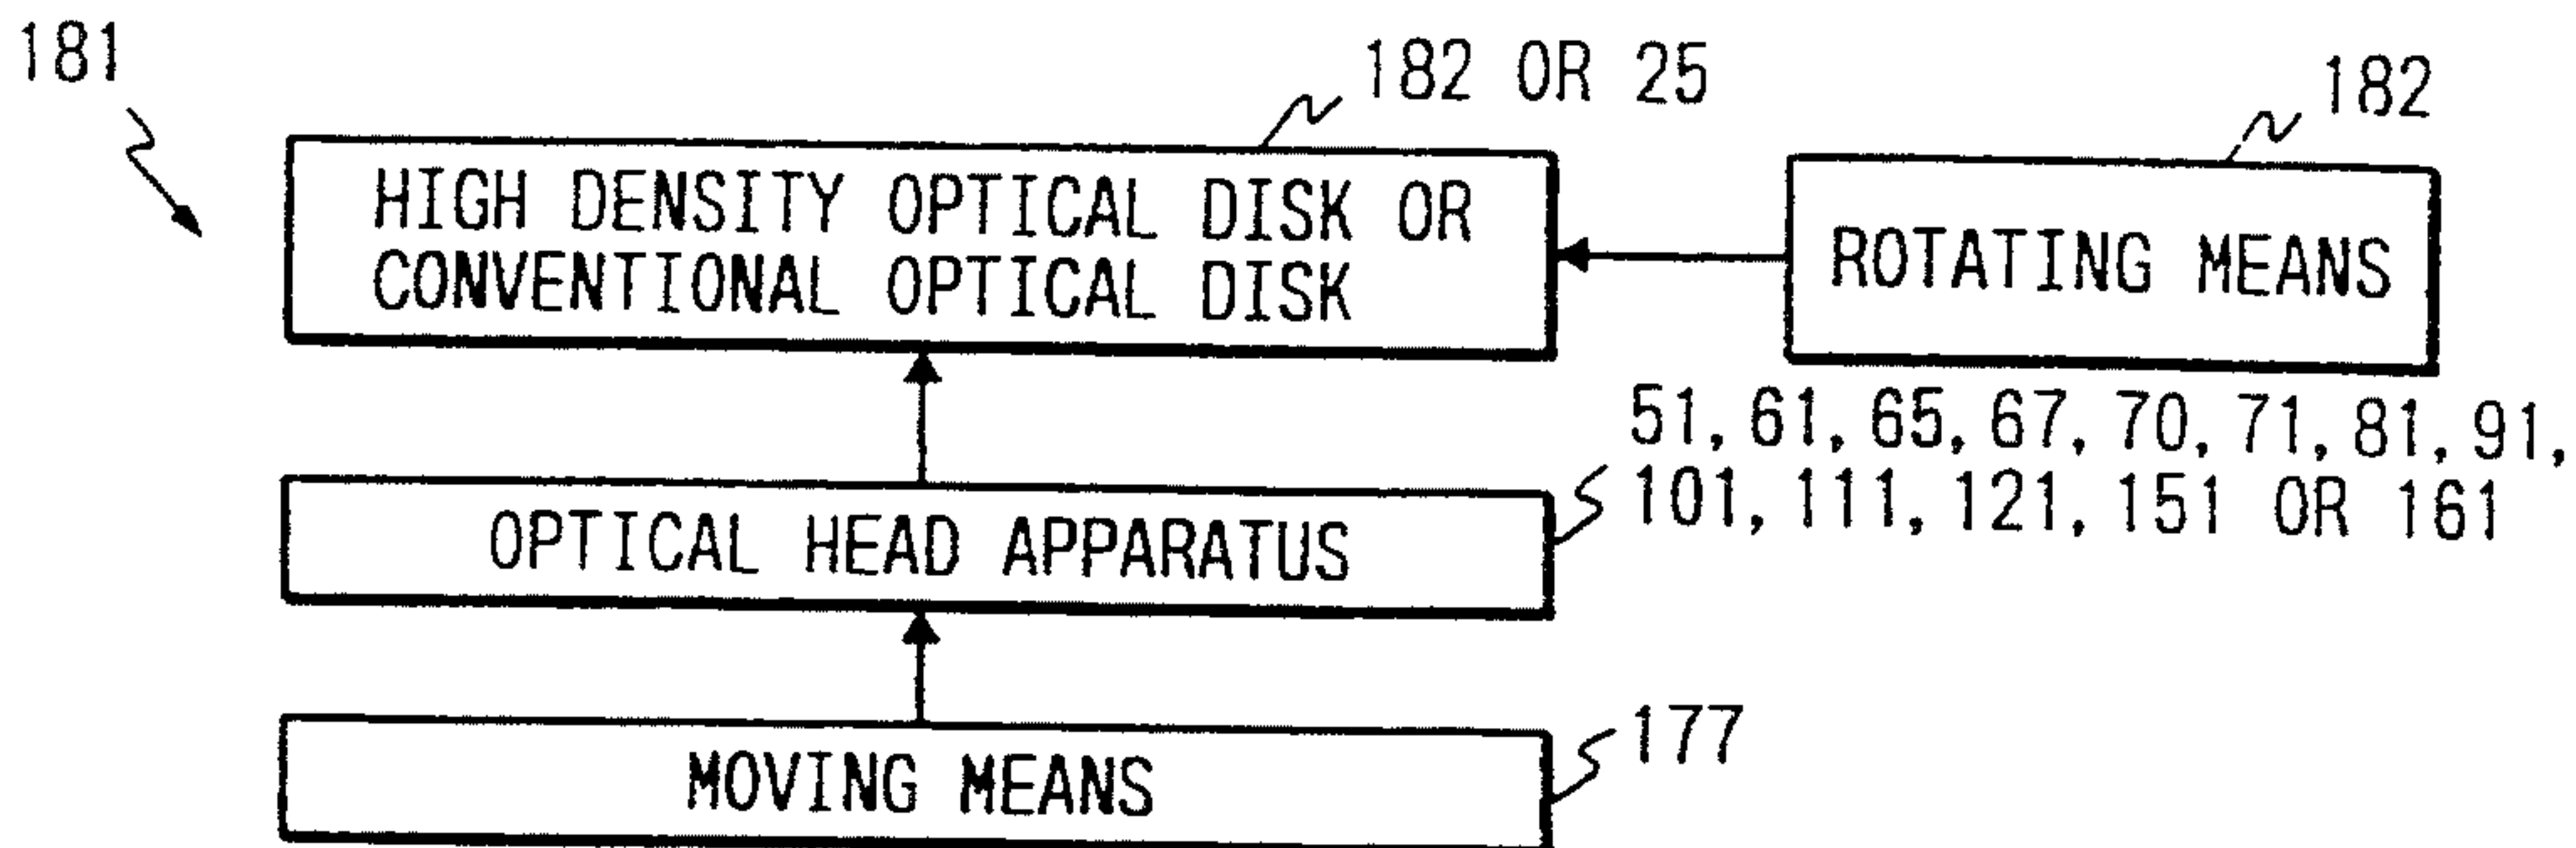 181
182 OR 25
182
HIGH DENSITY OPTICAL DISK OR
CONVENTIONAL OPTICAL DISK
ROTATING MEANS
51, 61, 65, 67, 70, 71, 81, 91,
101, 111, 121, 151 OR 161
OPTICAL HEAD APPARATUS
177
MOVING MEANS